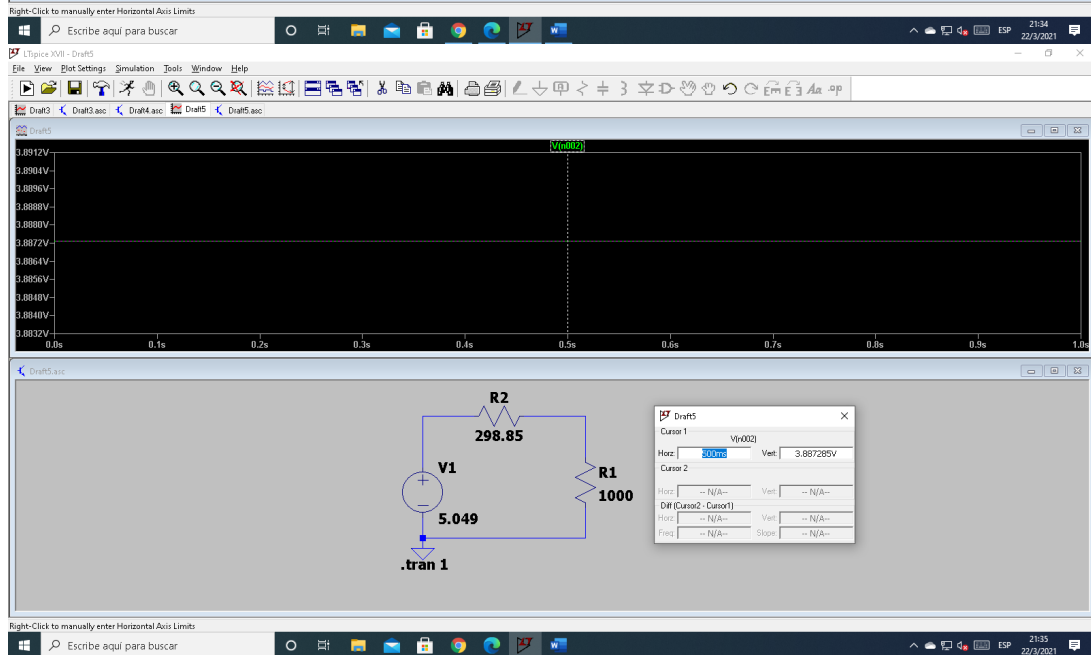 Right-Click to manually enter Horizontal Axis Limits
Escribe aquí para buscar
ESP
21:34
22/3/2021
LTspice XVII - Draft5
File View Plot Settings Simulation Tools Window Help
Draft3 Draft3.asc Draft4.asc Draft5 Draft5.asc
Draft5
V(n002)
3.8912V
3.8904V
3.8896V
3.8888V
3.8880V
3.8872V
3.8864V
3.8856V
3.8848V
3.8840V
3.8832V
0.0s 0.1s 0.2s 0.3s 0.4s 0.5s 0.6s 0.7s 0.8s 0.9s 1.0s
Draft5.asc
R2
298.85
V1
5.049
R1
1000
.tran 1
Draft5
Cursor 1
V(n002)
Horz: 500ms Vert: 3.887285V
Cursor 2
Horz: -- N/A-- Vert: -- N/A--
Diff (Cursor2 - Cursor1)
Horz: -- N/A-- Vert: -- N/A--
Freq: -- N/A-- Slope: -- N/A--
Right-Click to manually enter Horizontal Axis Limits
Escribe aquí para buscar
ESP
21:35
22/3/2021